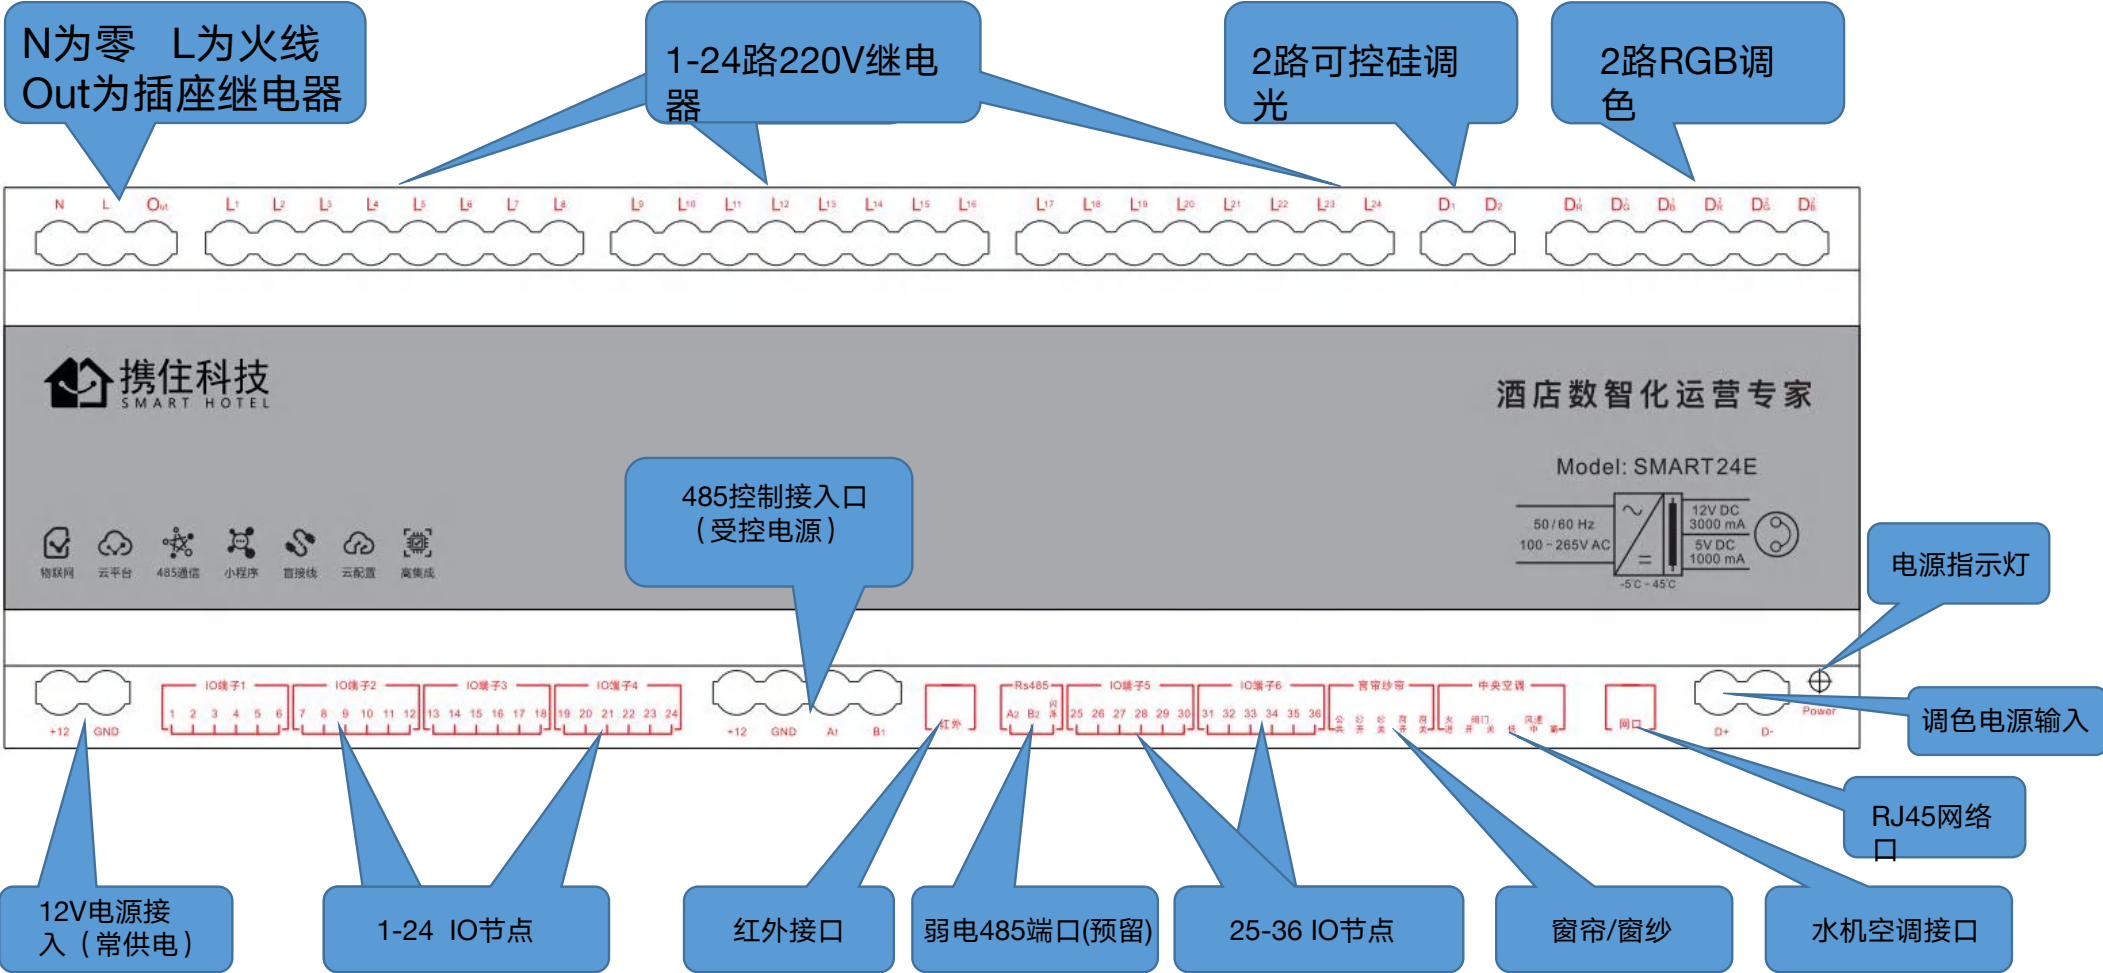 N为零 L为火线
Out为插座继电器
1-24路220V继电
器
2路可控硅调
光
2路RGB调
色
N L Out L1 L2 L3 L4 L5 L6 L7 L8 L9 L10 L11 L12 L13 L14 L15 L16 L17 L18 L19 L20 L21 L22 L23 L24 D1 D2 DR1 DG1 DB1 DR2 DG2 DB2
携住科技
SMART HOTEL
酒店数智化运营专家
Model: SMART24E
50/60 Hz
100~265V AC
12V DC
3000 mA
5V DC
1000 mA
-5℃~45℃
485控制接入口
（受控电源）
物联网 云平台 485通信 小程序 盲接线 云配置 高集成
电源指示灯
IO端子1 IO端子2 IO端子3 IO端子4 Rs485 IO端子5 IO端子6 窗帘纱帘 中央空调
1 2 3 4 5 6 7 8 9 10 11 12 13 14 15 16 17 18 19 20 21 22 23 24
A2 B2
25 26 27 28 29 30 31 32 33 34 35 36
+12 GND
+12 GND A1 B1
红外
网口
D+ D-
Power
调色电源输入
RJ45网络
口
12V电源接
入（常供电）
1-24 IO节点
红外接口
弱电485端口(预留)
25-36 IO节点
窗帘/窗纱
水机空调接口